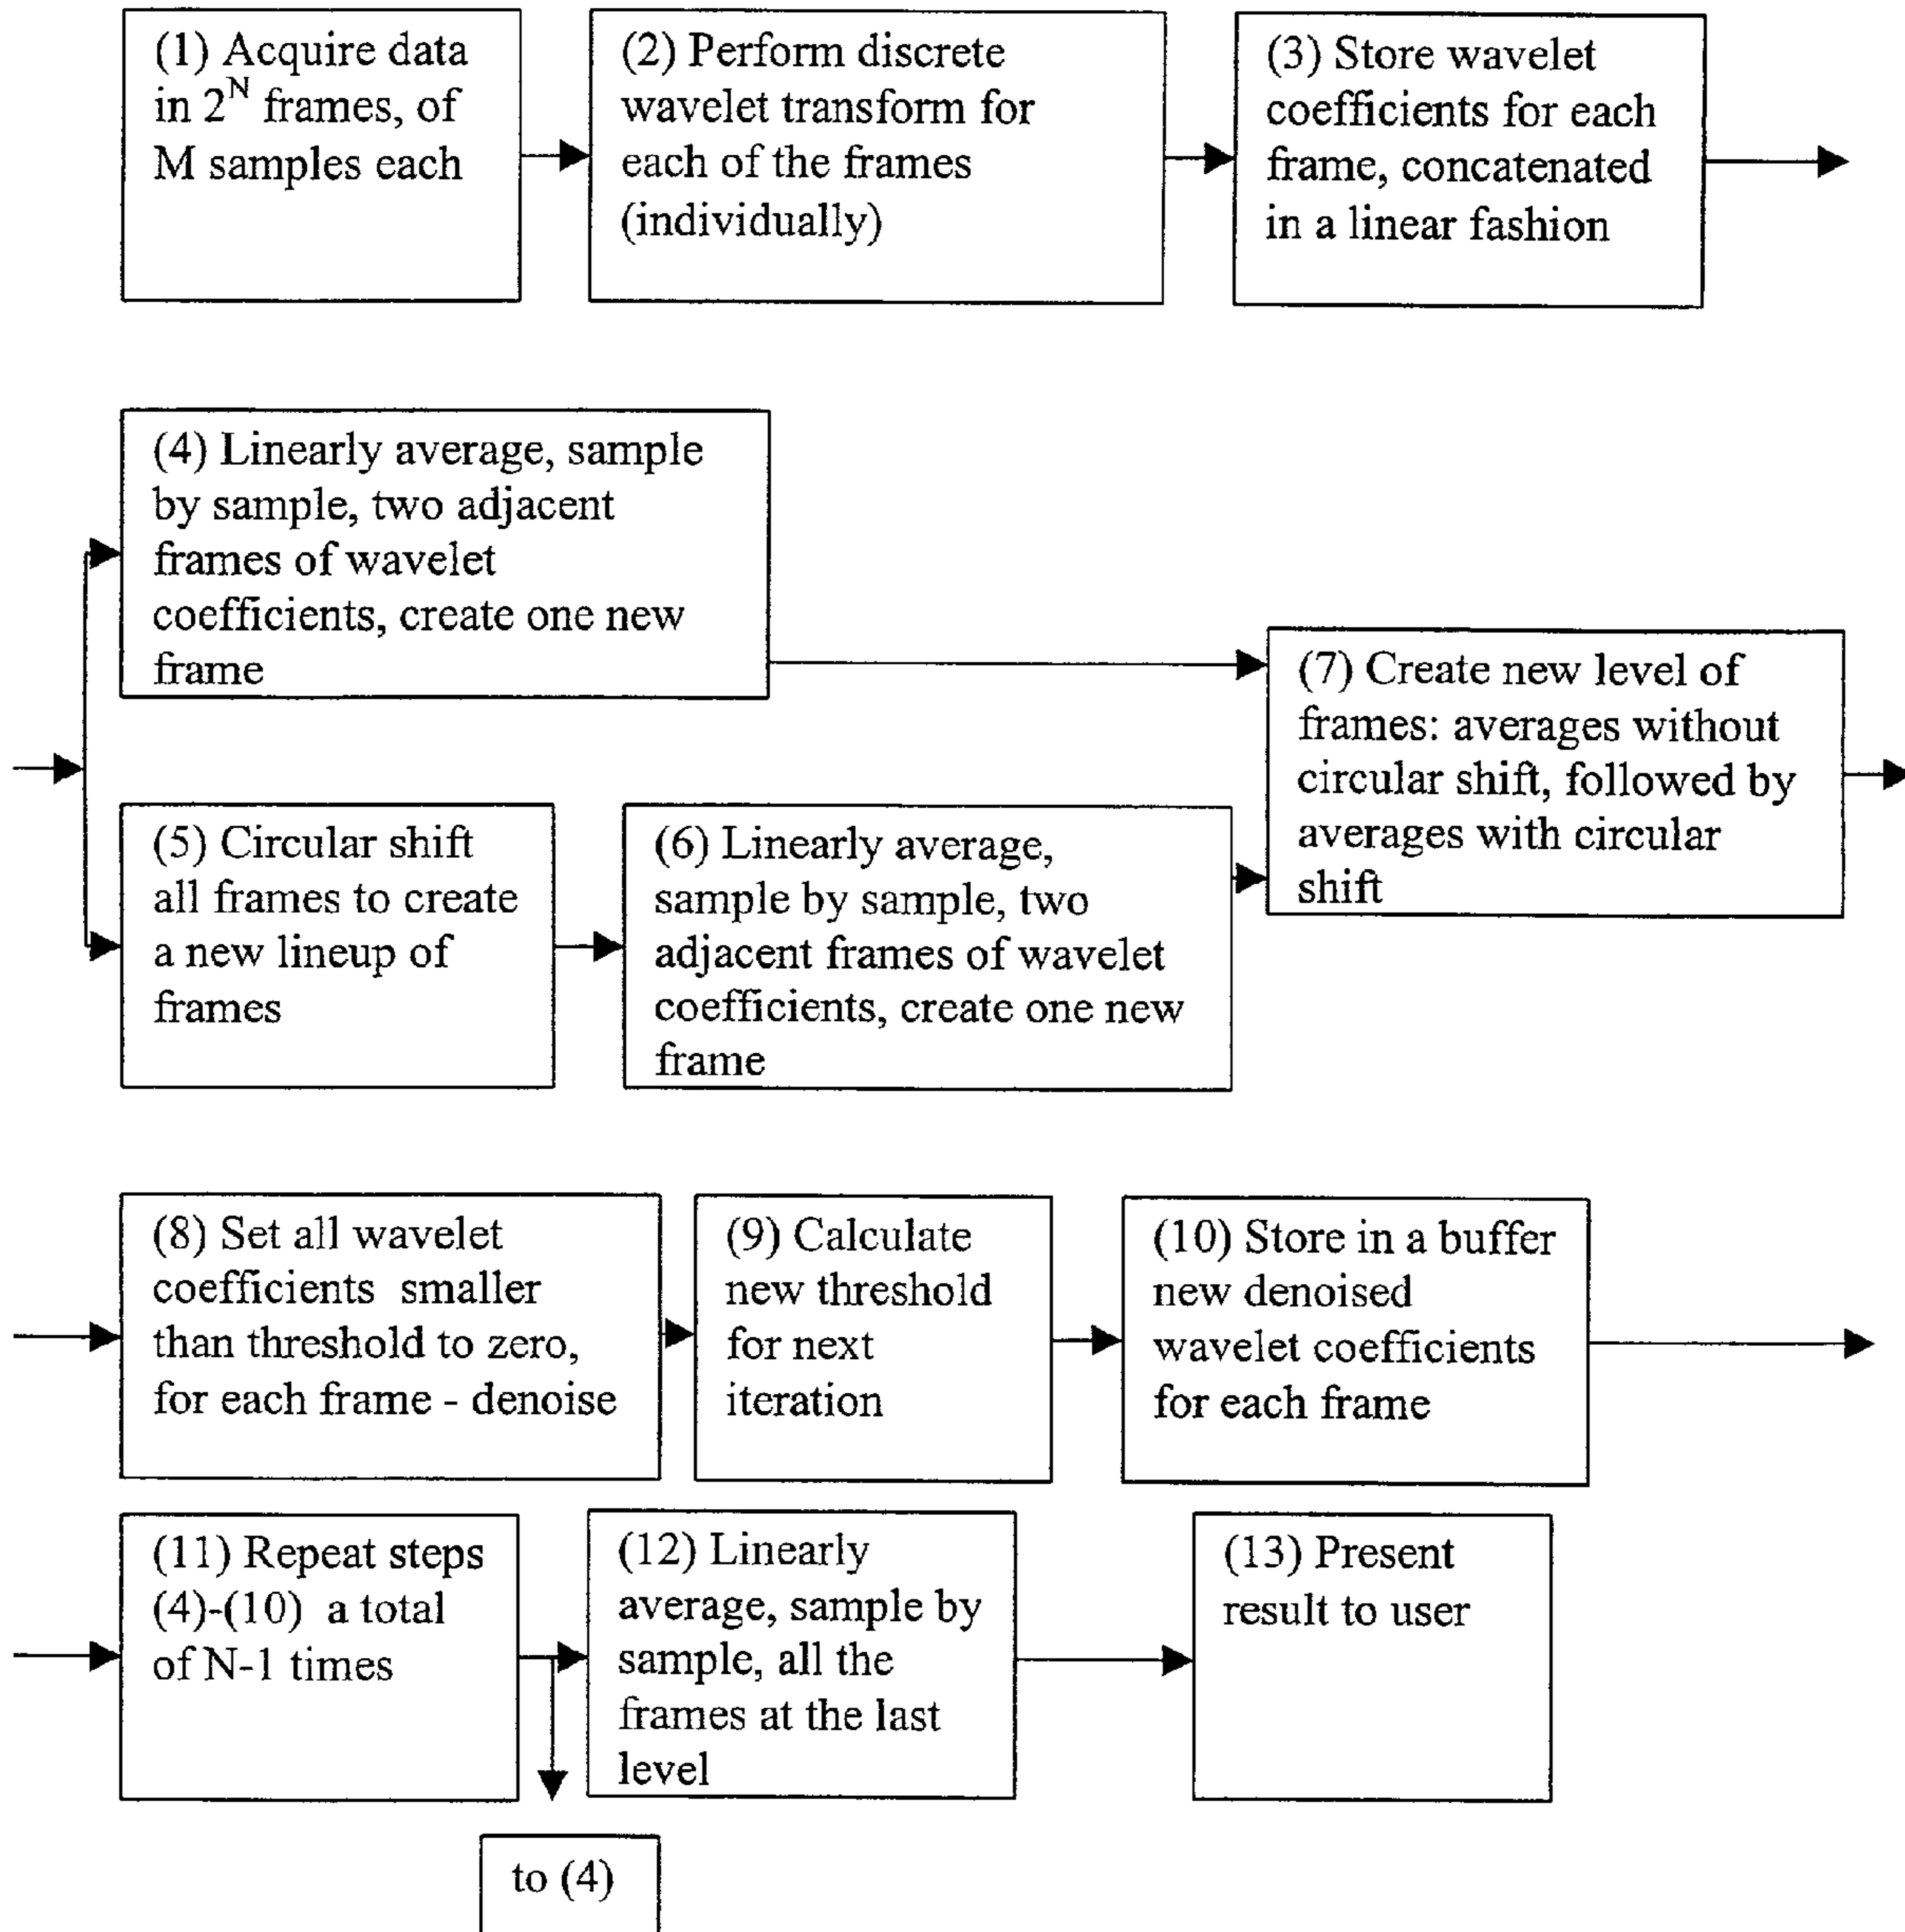 (1) Acquire data
in 2^N frames, of
M samples each
(2) Perform discrete
wavelet transform for
each of the frames
(individually)
(3) Store wavelet
coefficients for each
frame, concatenated
in a linear fashion
(4) Linearly average, sample
by sample, two adjacent
frames of wavelet
coefficients, create one new
frame
(5) Circular shift
all frames to create
a new lineup of
frames
(6) Linearly average,
sample by sample, two
adjacent frames of wavelet
coefficients, create one new
frame
(7) Create new level of
frames: averages without
circular shift, followed by
averages with circular
shift
(8) Set all wavelet
coefficients smaller
than threshold to zero,
for each frame - denoise
(9) Calculate
new threshold
for next
iteration
(10) Store in a buffer
new denoised
wavelet coefficients
for each frame
(11) Repeat steps
(4)-(10) a total
of N-1 times
(12) Linearly
average, sample by
sample, all the
frames at the last
level
(13) Present
result to user
to (4)